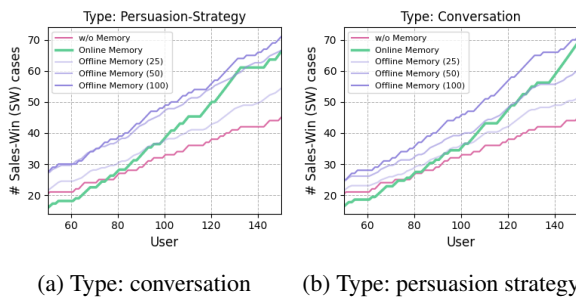 Type: Persuasion-Strategy
70
60
50
40
30
20
# Sales-Win (SW) cases
w/o Memory
Online Memory
Offline Memory (25)
Offline Memory (50)
Offline Memory (100)
60
80
100
120
140
User
(a) Type: conversation
Type: Conversation
70
60
50
40
30
20
# Sales-Win (SW) cases
w/o Memory
Online Memory
Offline Memory (25)
Offline Memory (50)
Offline Memory (100)
60
80
100
120
140
User
(b) Type: persuasion strategy